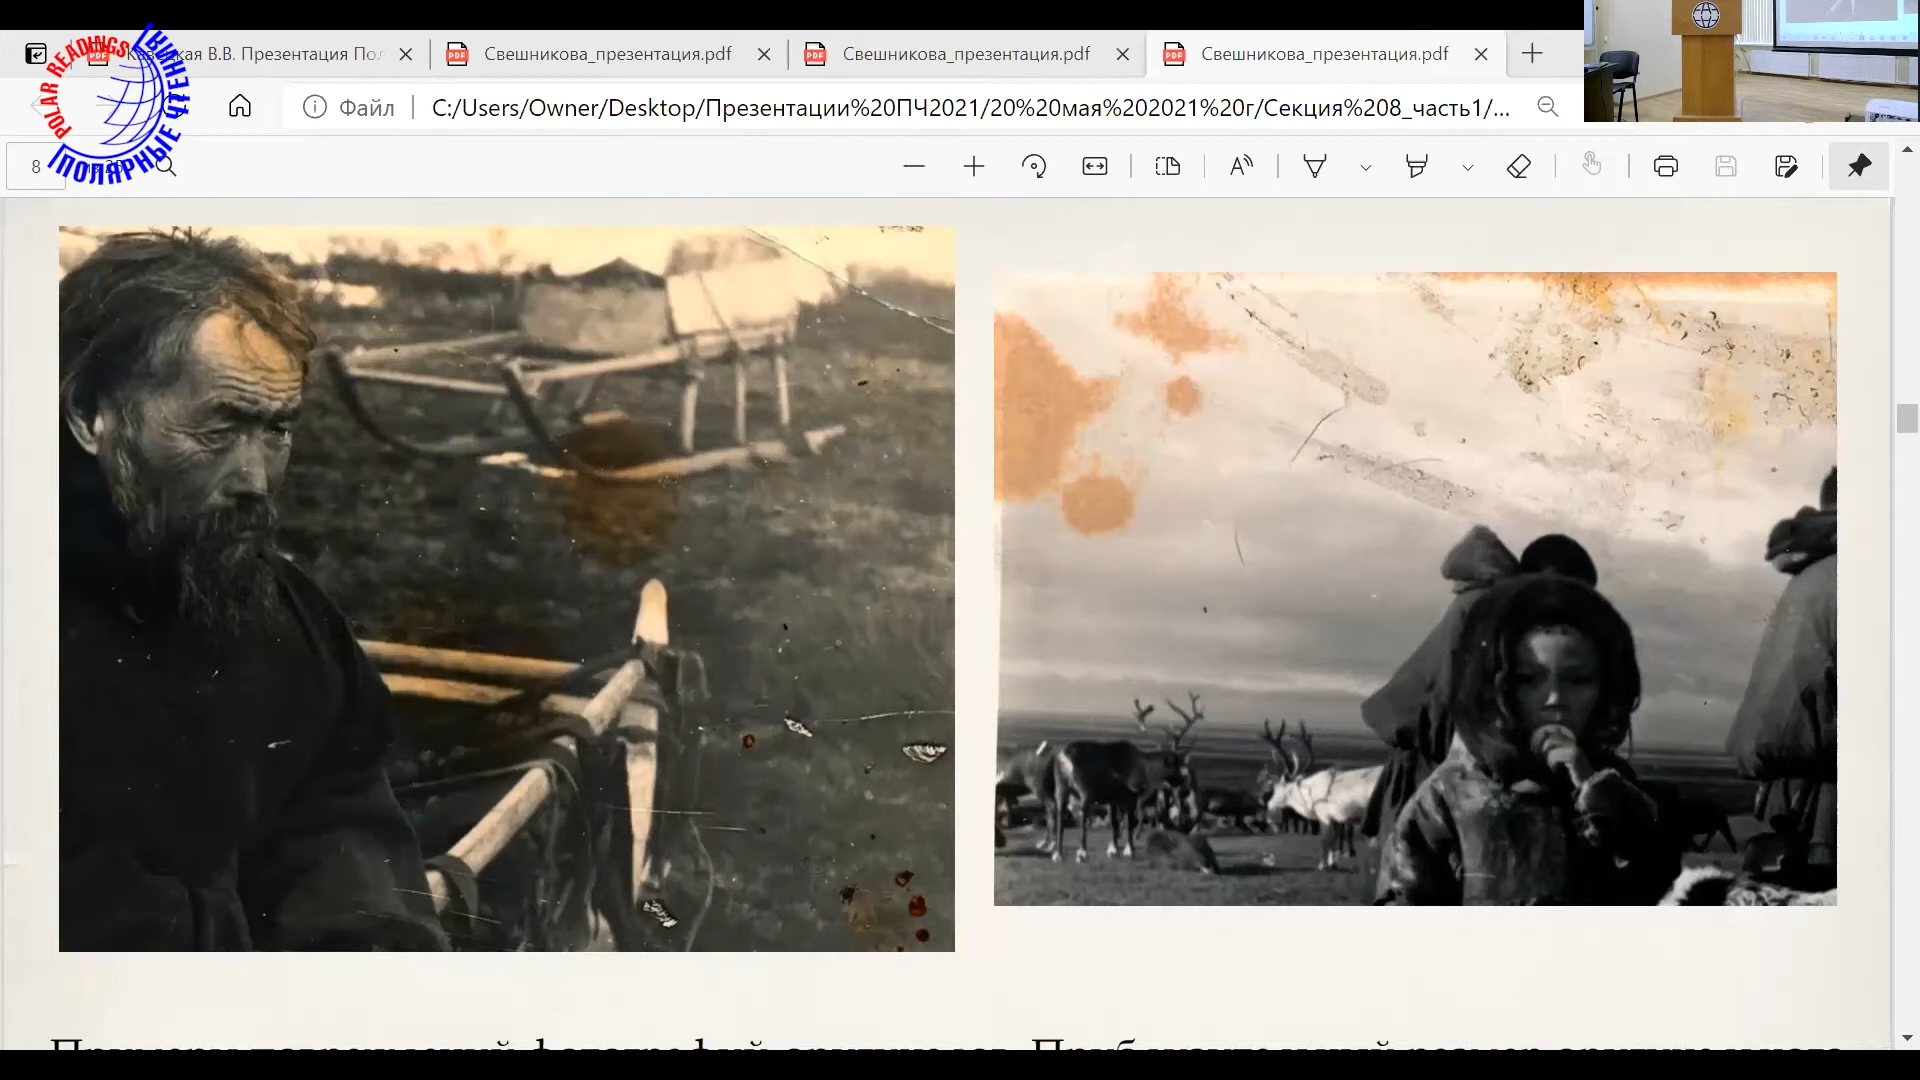 POLAR READINGS
ПОЛЯРНЫЕ ЧТЕНИЯ
кая В.В. Презентация Пол
Свешникова_презентация.pdf
Свешникова_презентация.pdf
Свешникова_презентация.pdf
Файл
C:/Users/Owner/Desktop/Презентации%20ПЧ2021/20%20мая%202021%20г/Секция%208_часть1/...
8